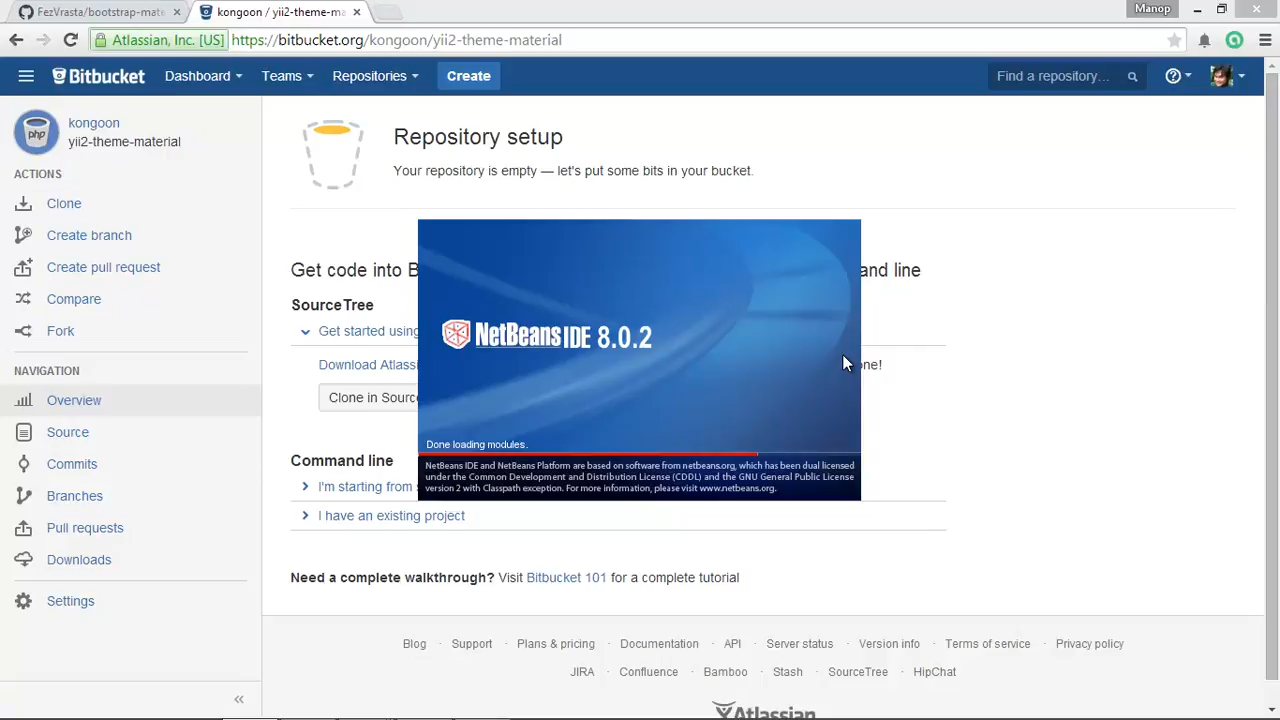 FezVrasta/bootstrap-mate
kongoon / yii2-theme-ma
Manop
Atlassian, Inc. [US]
https://bitbucket.org/kongoon/yii2-theme-material
Bitbucket
Dashboard
Teams
Repositories
Create
Find a repository...
php
kongoon
yii2-theme-material
ACTIONS
Clone
Create branch
Create pull request
Compare
Fork
NAVIGATION
Overview
Source
Commits
Branches
Pull requests
Downloads
Settings
Repository setup
Your repository is empty — let's put some bits in your bucket.
Get code into B
and line
SourceTree
Get started using
Download Atlassi
one!
Clone in Sourc
Command line
I'm starting from s
I have an existing project
NetBeans IDE 8.0.2
Done loading modules.
NetBeans IDE and NetBeans Platform are based on software from netbeans.org, which has been dual licensed
under the Common Development and Distribution License (CDDL) and the GNU General Public License
version 2 with Classpath exception. For more information, please visit www.netbeans.org.
Need a complete walkthrough? Visit Bitbucket 101 for a complete tutorial
Blog · Support · Plans & pricing · Documentation · API · Server status · Version info · Terms of service · Privacy policy
JIRA · Confluence · Bamboo · Stash · SourceTree · HipChat
Atlassian